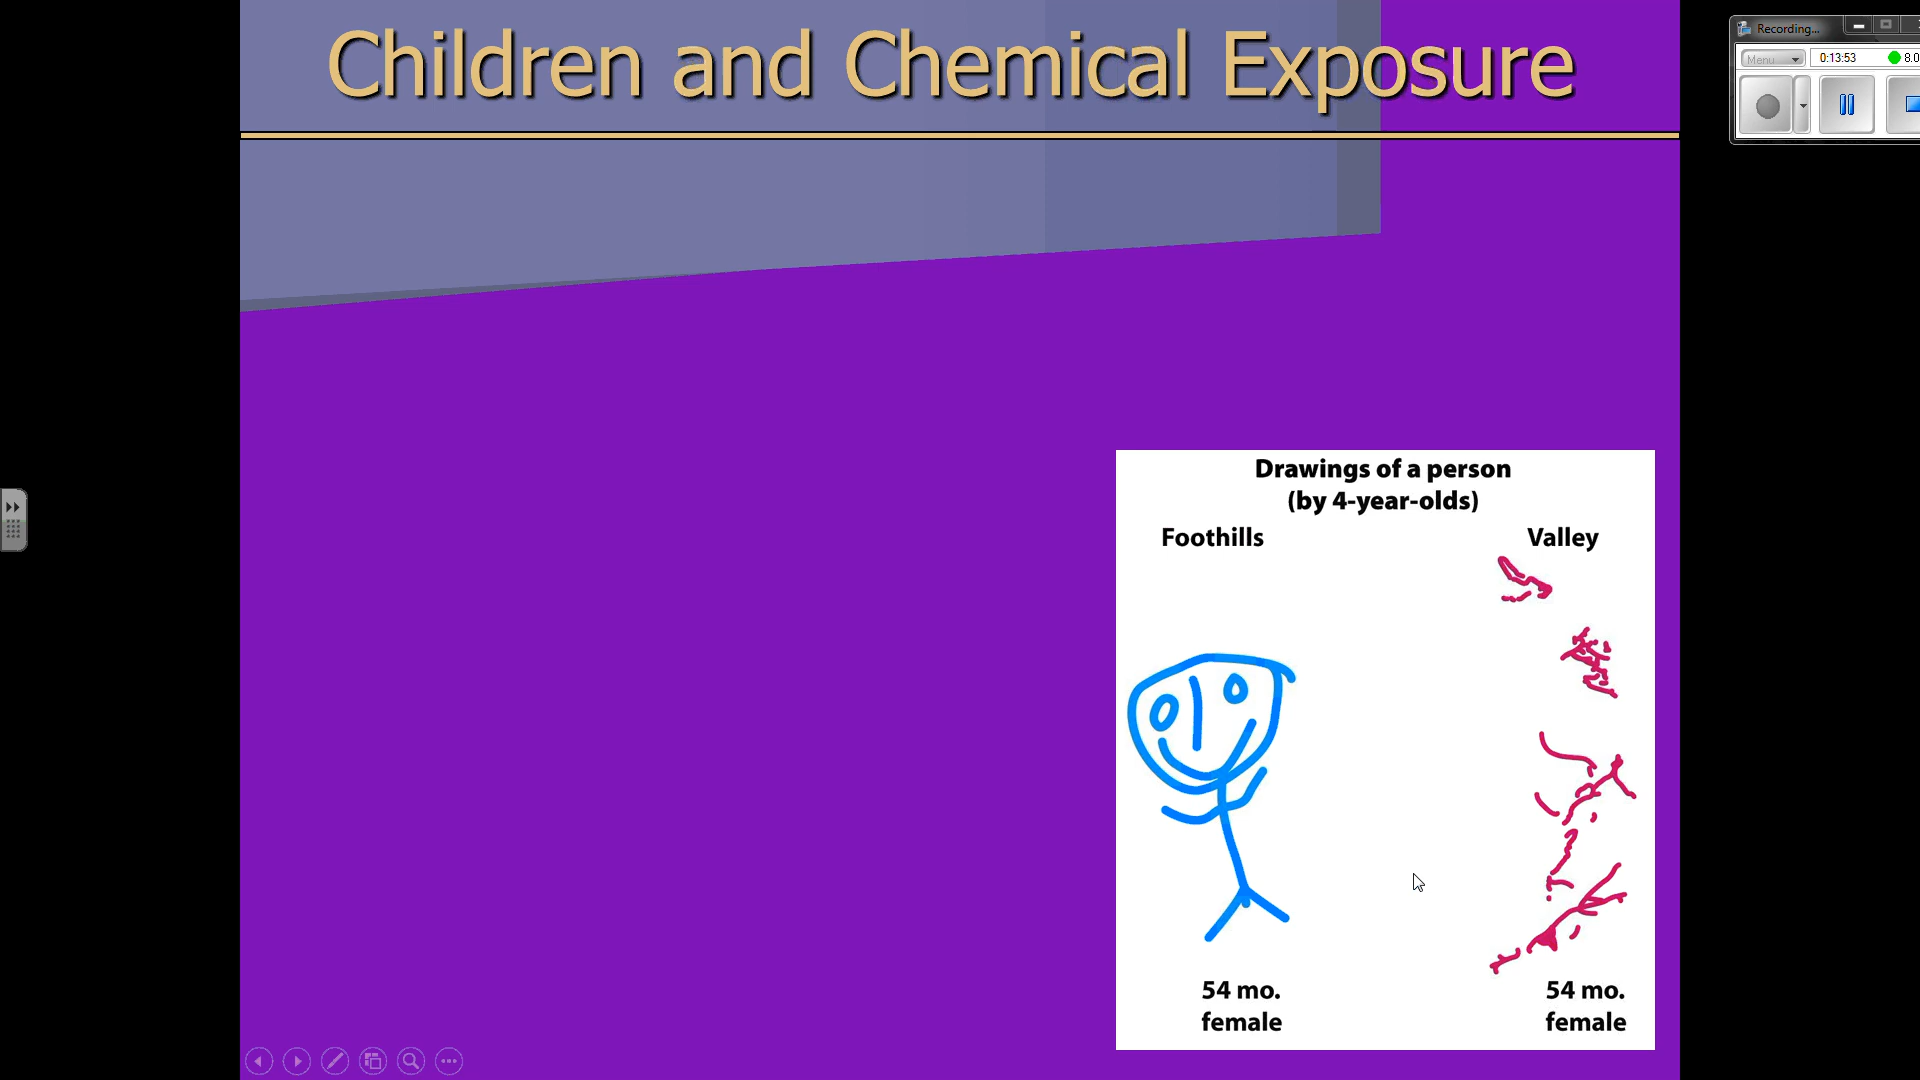 Children and Chemical Exposure
Recording...
Menu
0:13:53
8.0
Drawings of a person
(by 4-year-olds)
Foothills
Valley
54 mo.
female
54 mo.
female